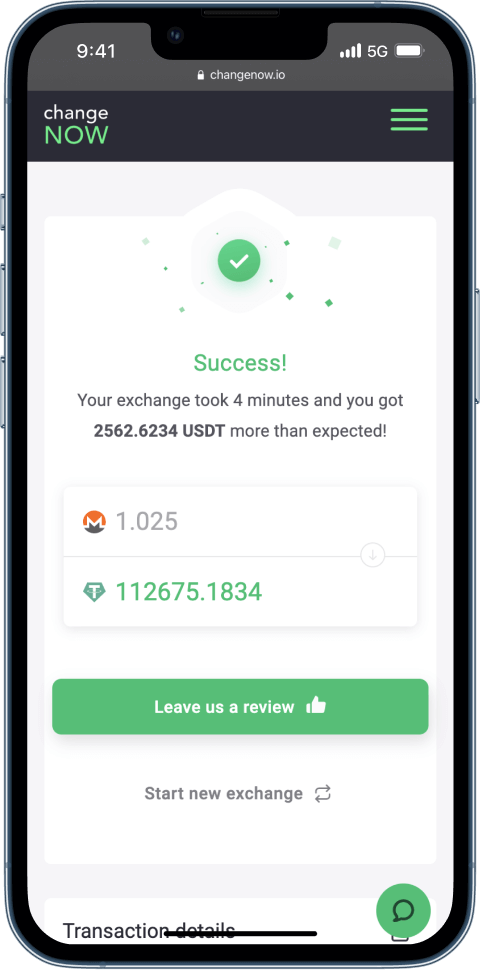 9:41
5G
changenow.io
change
NOW
Success!
Your exchange took 4 minutes and you got
2562.6234 USDT more than expected!
1.025
112675.1834
Leave us a review
Start new exchange
Transaction details